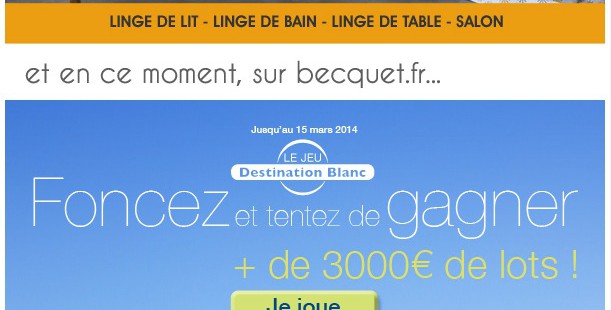 LINGE DE LIT - LINGE DE BAIN - LINGE DE TABLE - SALON
et en ce moment, sur becquet.fr...
Jusqu'au 15 mars 2014
LE JEU
Destination Blanc
Foncez et tentez de gagner
+ de 3000€ de lots !
Je joue